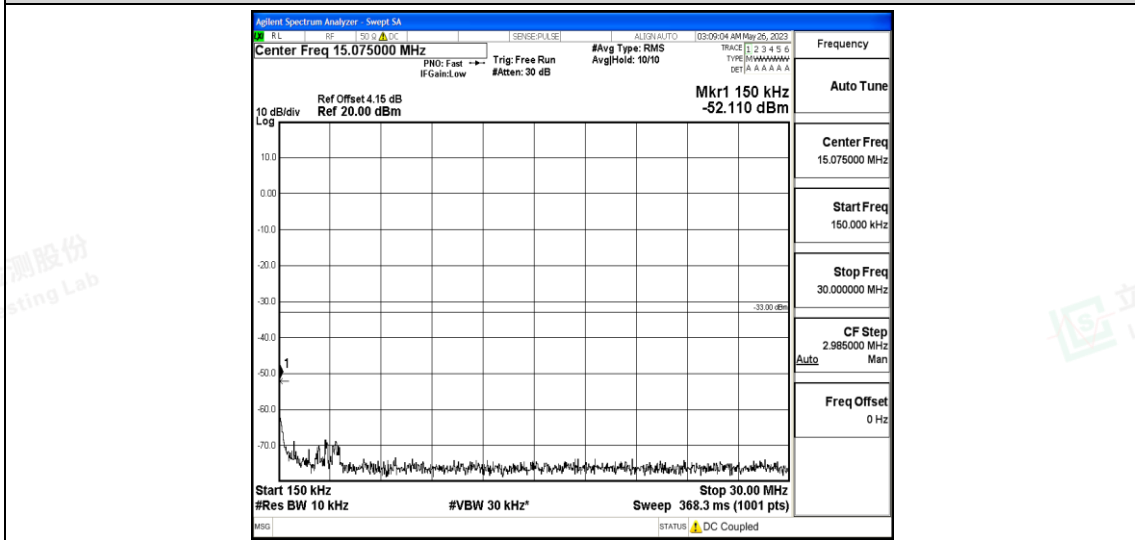 Agilent Spectrum Analyzer - Swept SA
RL RF 50 Ω DC SENSE:PULSE ALIGN AUTO 03:09:04 AM May 26, 2023
Center Freq 15.075000 MHz
PNO: Fast
IFGain:Low
Trig: Free Run
#Atten: 30 dB
#Avg Type: RMS
Avg|Hold: 10/10
TRACE 1 2 3 4 5 6
TYPE MWWWWW
DET A A A A A A
Mkr1 150 kHz
-52.110 dBm
Ref Offset 4.15 dB
10 dB/div Ref 20.00 dBm
Log
10.0
0.00
-10.0
-20.0
-30.0
-33.00 dBm
-40.0
1
-50.0
-60.0
-70.0
Start 150 kHz Stop 30.00 MHz
#Res BW 10 kHz #VBW 30 kHz* Sweep 368.3 ms (1001 pts)
MSG STATUS DC Coupled
Frequency
Auto Tune
Center Freq
15.075000 MHz
Start Freq
150.000 kHz
Stop Freq
30.000000 MHz
CF Step
2.985000 MHz
Auto Man
Freq Offset
0 Hz
测股份
sting Lab
立